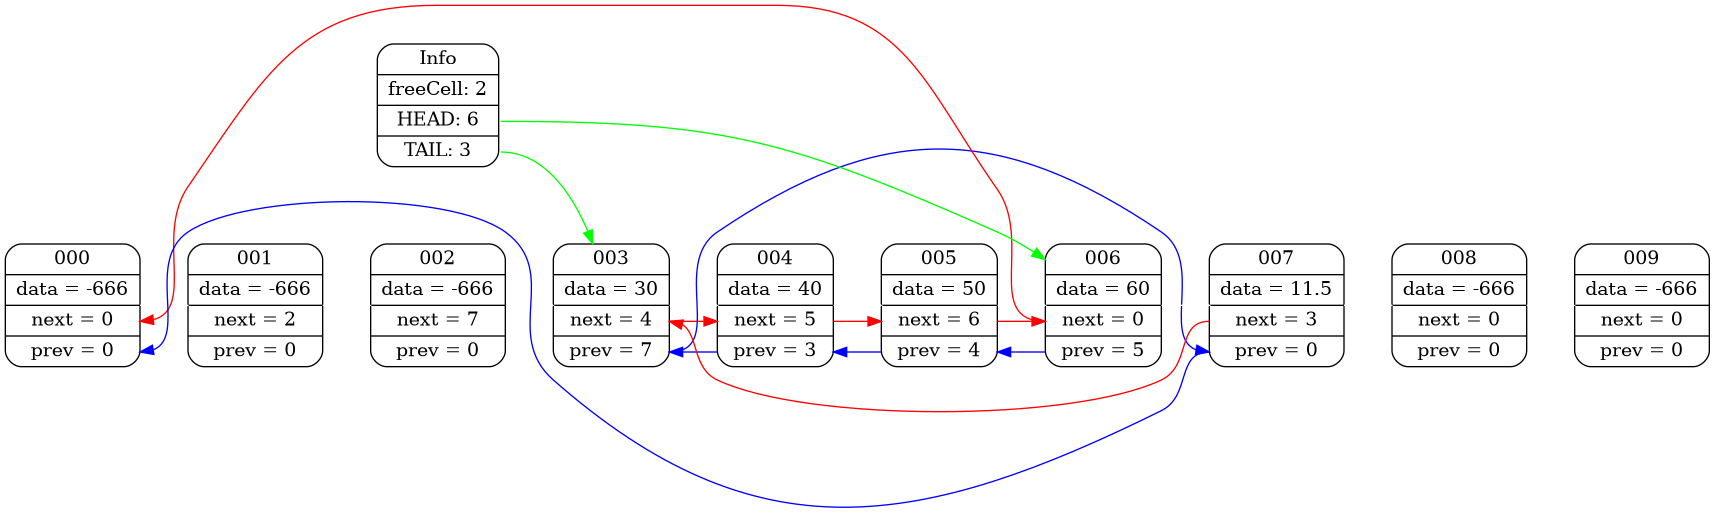 Info
freeCell: 2
HEAD: 6
TAIL: 3
000
data = -666
next = 0
prev = 0
001
data = -666
next = 2
prev = 0
002
data = -666
next = 7
prev = 0
003
data = 30
next = 4
prev = 7
004
data = 40
next = 5
prev = 3
005
data = 50
next = 6
prev = 4
006
data = 60
next = 0
prev = 5
007
data = 11.5
next = 3
prev = 0
008
data = -666
next = 0
prev = 0
009
data = -666
next = 0
prev = 0